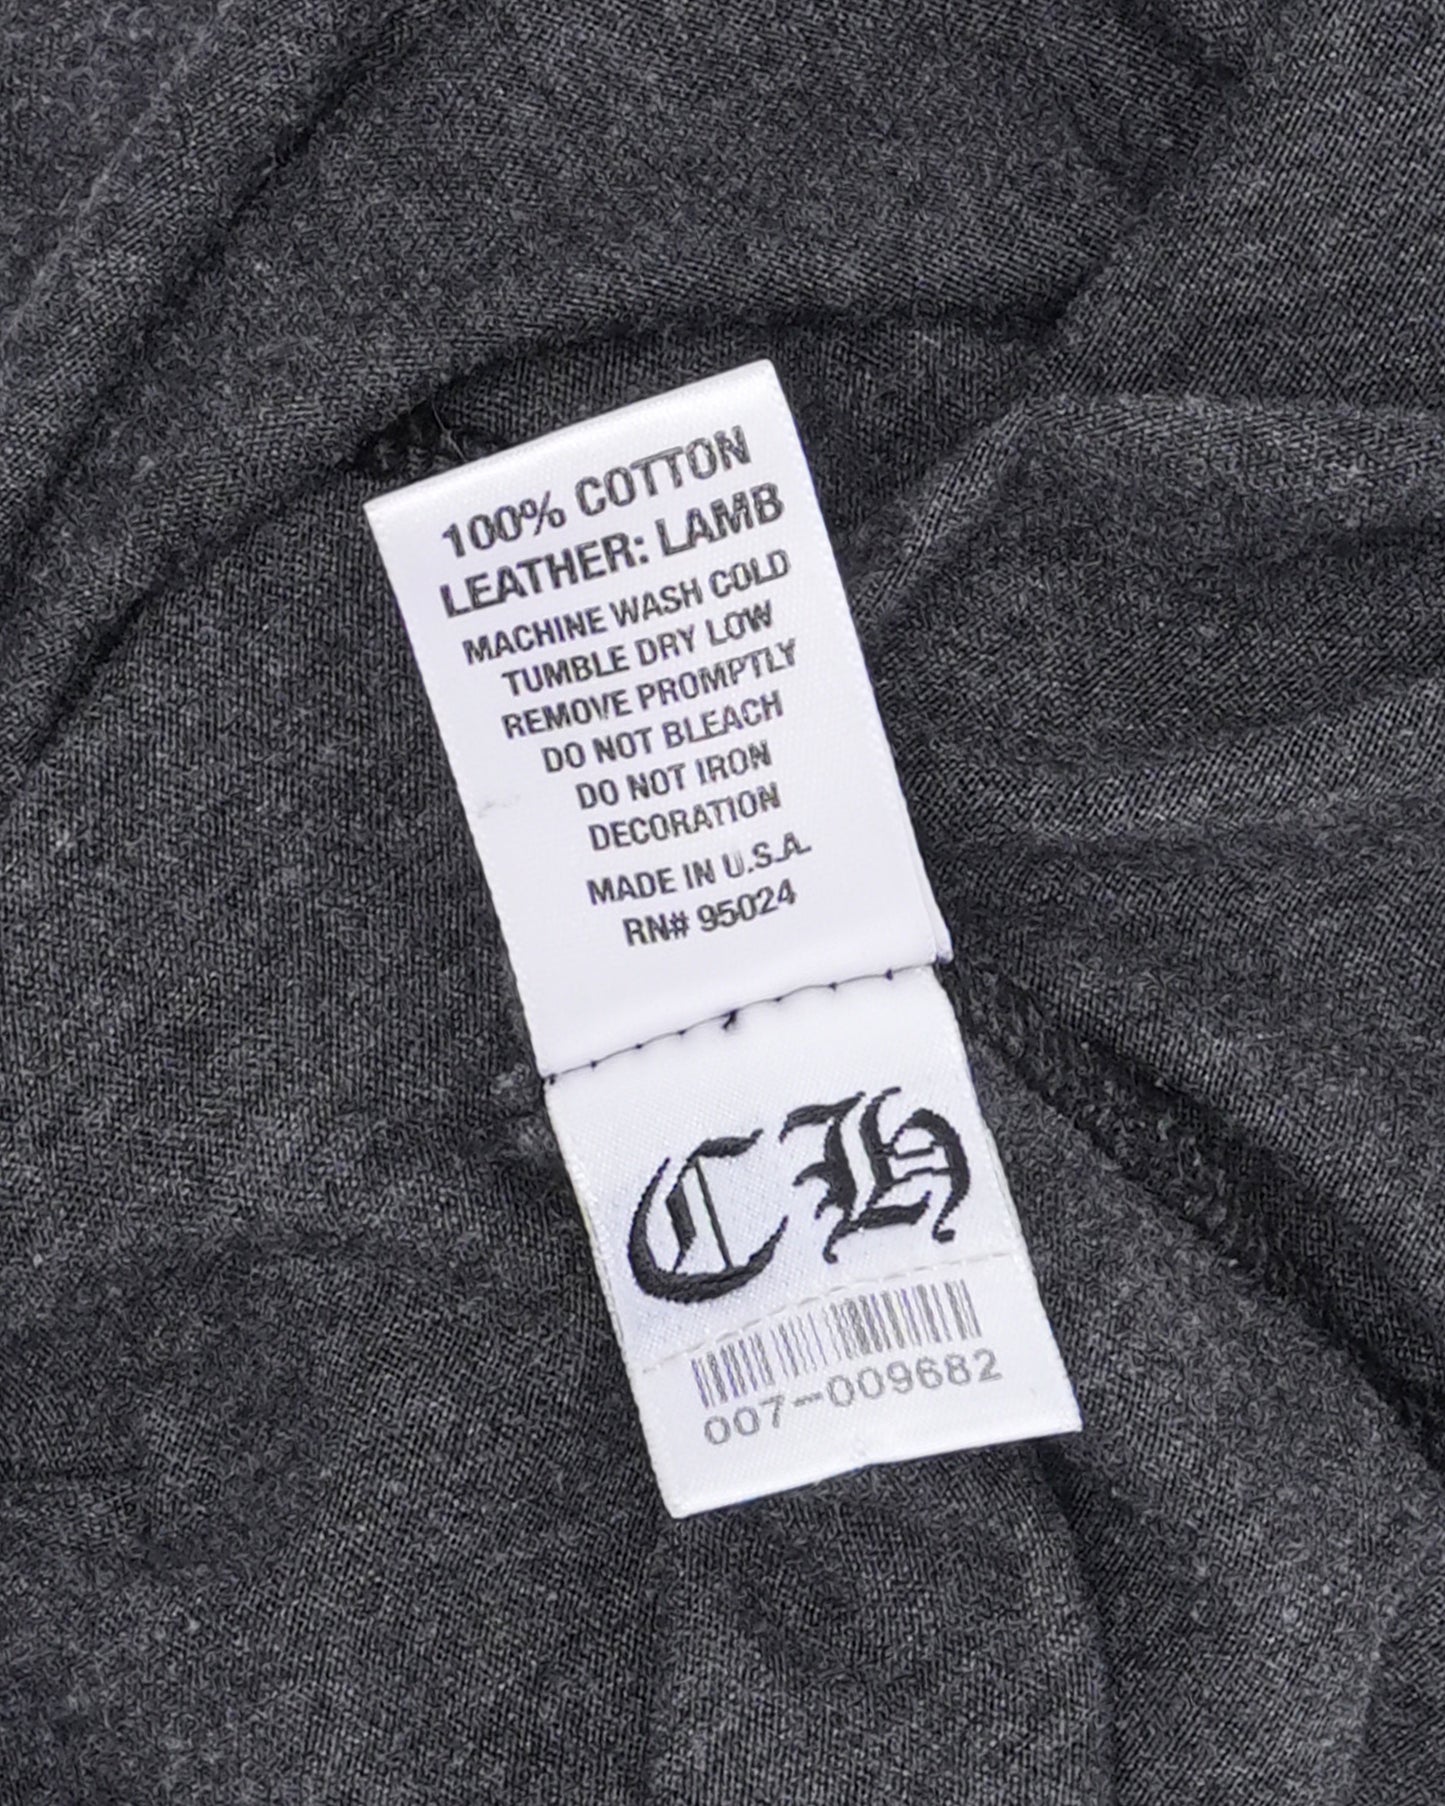 100% COTTON
LEATHER: LAMB
MACHINE WASH COLD
TUMBLE DRY LOW
REMOVE PROMPTLY
DO NOT BLEACH
DO NOT IRON
DECORATION
MADE IN U.S.A.
RN# 95024
CH
007-009682